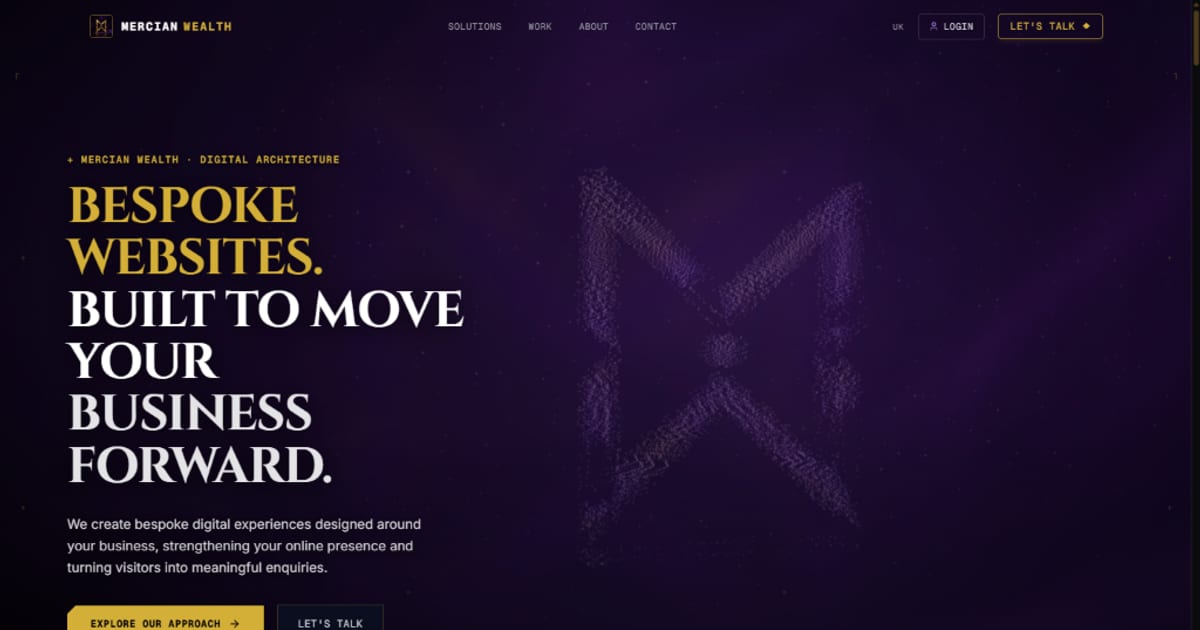 MERCIAN WEALTH
SOLUTIONS WORK ABOUT CONTACT
UK LOGIN LET'S TALK
+ MERCIAN WEALTH · DIGITAL ARCHITECTURE
BESPOKE
WEBSITES.
BUILT TO MOVE
YOUR
BUSINESS
FORWARD.
We create bespoke digital experiences designed around
your business, strengthening your online presence and
turning visitors into meaningful enquiries.
EXPLORE OUR APPROACH →
LET'S TALK